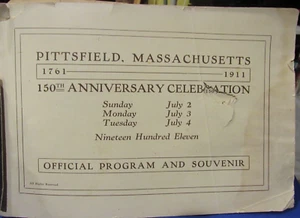 PITTSFIELD, MASSACHUSETTS
1761 1911
150TH ANNIVERSARY CELEBRATION
Sunday July 2
Monday July 3
Tuesday July 4
Nineteen Hundred Eleven
OFFICIAL PROGRAM AND SOUVENIR